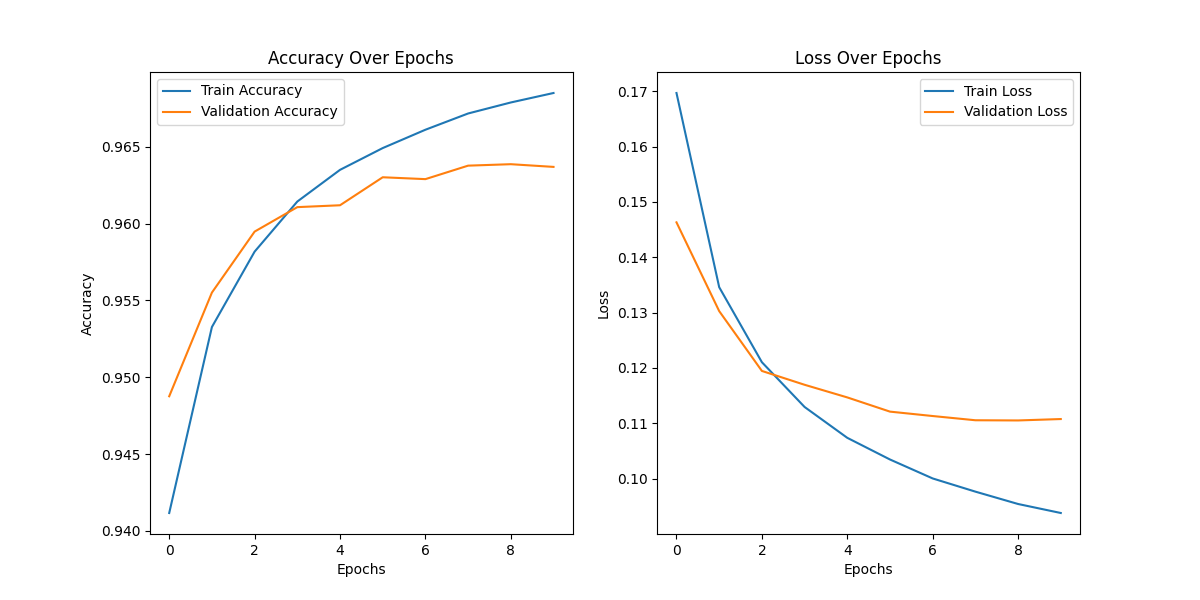 Accuracy Over Epochs
Train Accuracy
Validation Accuracy
0.965
0.960
0.955
0.950
0.945
0.940
Accuracy
0 2 4 6 8
Epochs
Loss Over Epochs
Train Loss
Validation Loss
0.17
0.16
0.15
0.14
0.13
0.12
0.11
0.10
Loss
0 2 4 6 8
Epochs